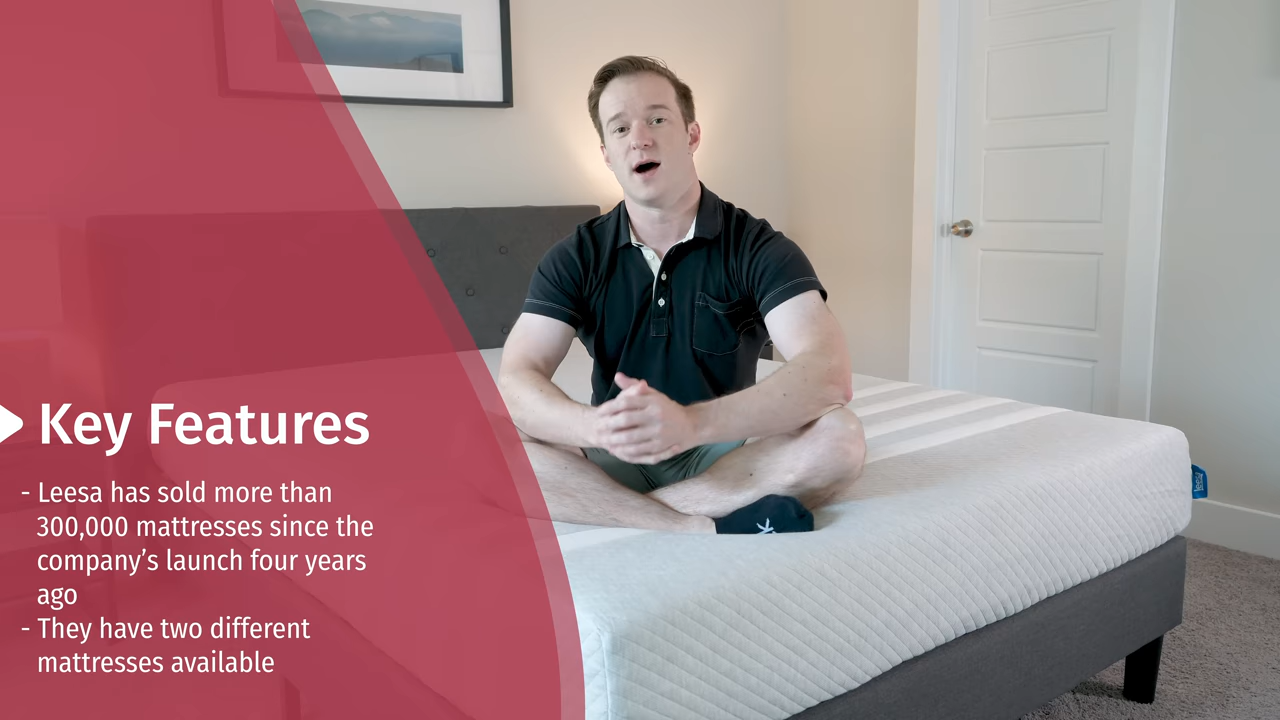 Key Features
- Leesa has sold more than
300,000 mattresses since the
company's launch four years
ago
- They have two different
mattresses available
leesa